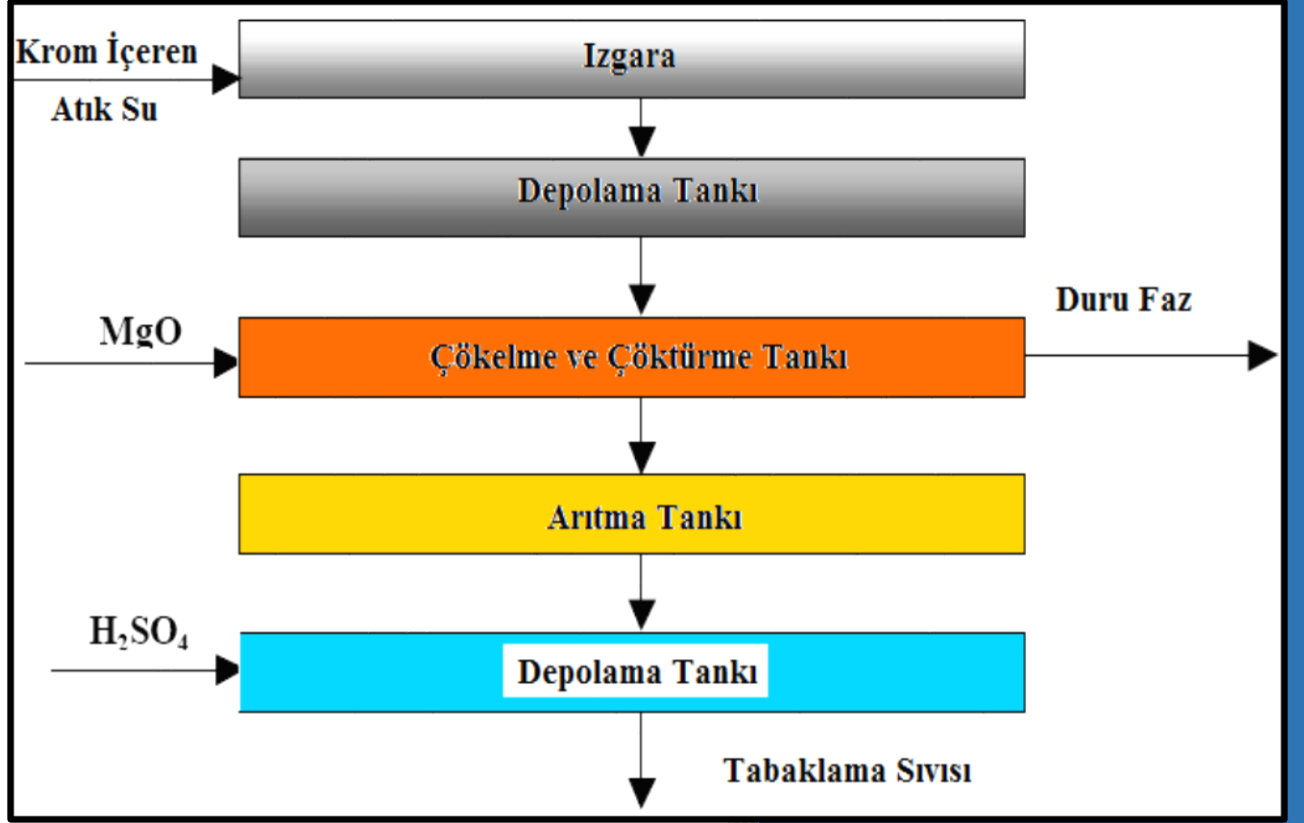 Krom İçeren
Atık Su
Izgara
Depolama Tankı
MgO
Çökelme ve Çöktürme Tankı
Duru Faz
Arıtma Tankı
H₂SO₄
Depolama Tankı
Tabaklama Sıvısı